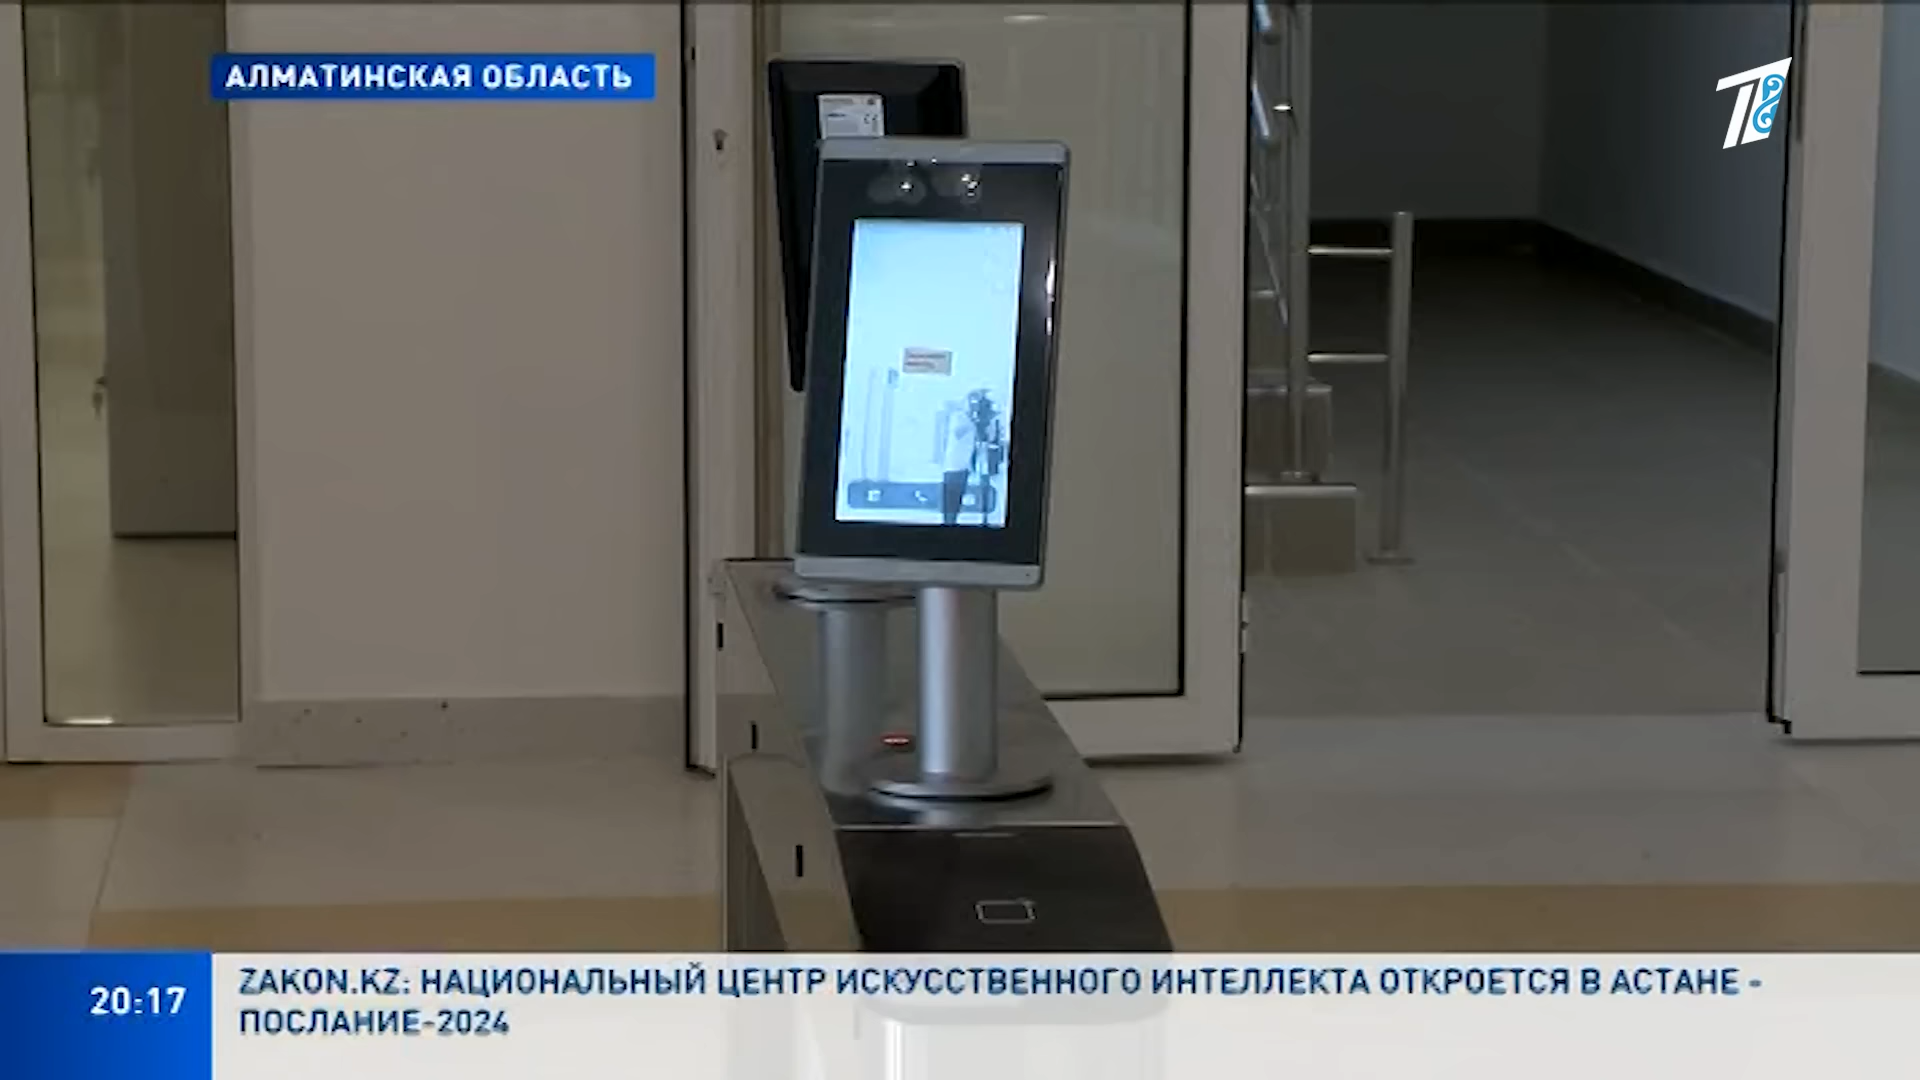 АЛМАТИНСКАЯ ОБЛАСТЬ
20:17
ZAKON.KZ: НАЦИОНАЛЬНЫЙ ЦЕНТР ИСКУССТВЕННОГО ИНТЕЛЛЕКТА ОТКРОЕТСЯ В АСТАНЕ -
ПОСЛАНИЕ-2024